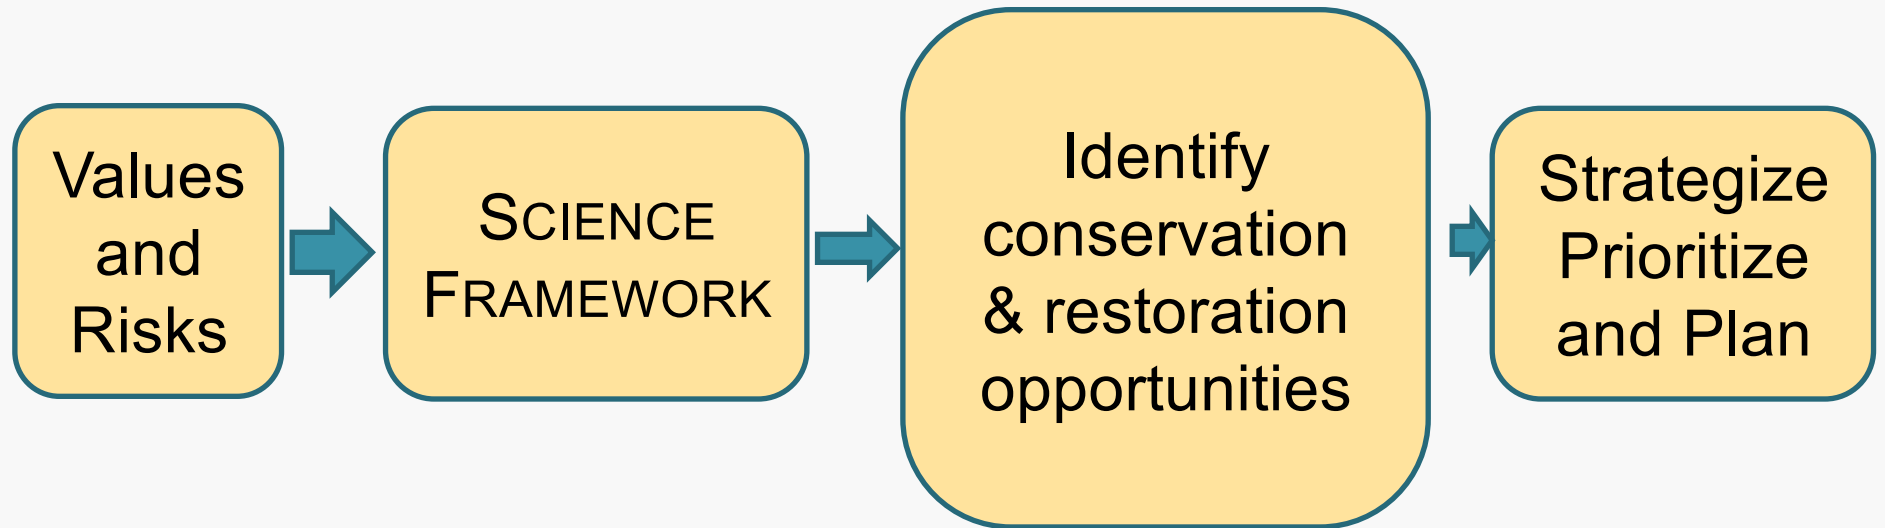 Values
and
Risks
SCIENCE
FRAMEWORK
Identify
conservation
& restoration
opportunities
Strategize
Prioritize
and Plan